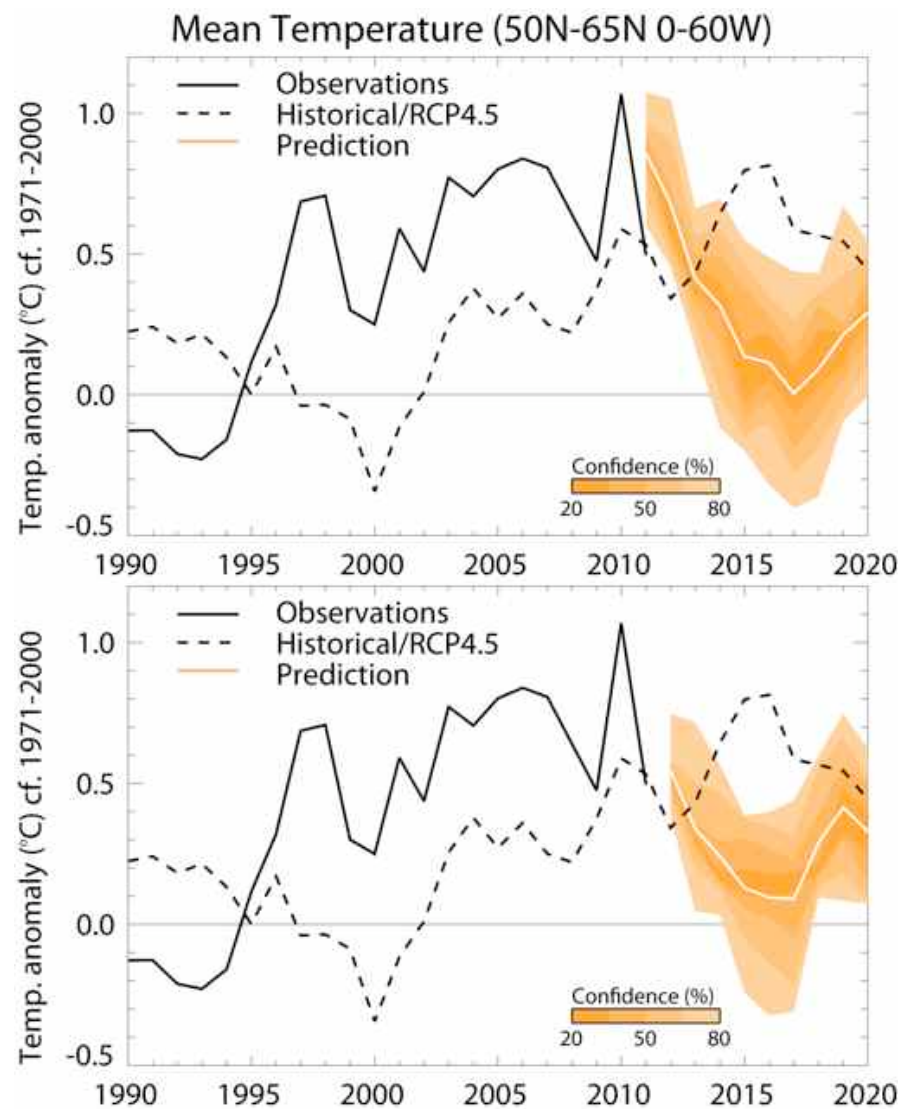 Mean Temperature (50N-65N 0-60W)
Temp. anomaly (°C) cf. 1971-2000
1.0
0.5
0.0
-0.5
Observations
Historical/RCP4.5
Prediction
Confidence (%)
20 50 80
1990 1995 2000 2005 2010 2015 2020
Temp. anomaly (°C) cf. 1971-2000
1.0
0.5
0.0
-0.5
Observations
Historical/RCP4.5
Prediction
Confidence (%)
20 50 80
1990 1995 2000 2005 2010 2015 2020